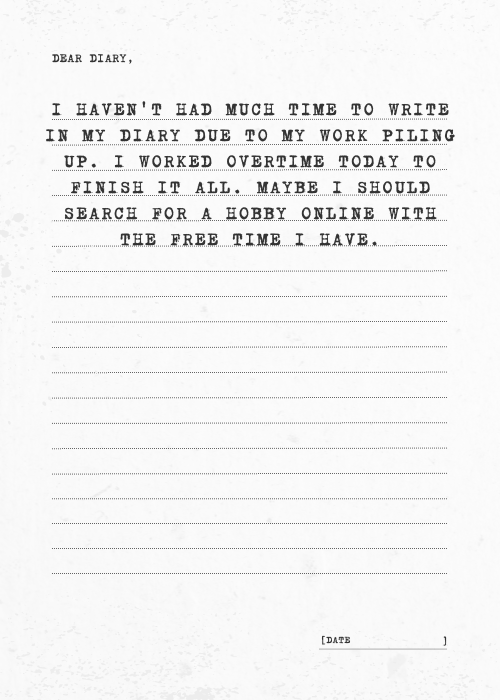 DEAR DIARY,
I HAVEN'T HAD MUCH TIME TO WRITE
IN MY DIARY DUE TO MY WORK PILING
UP. I WORKED OVERTIME TODAY TO
FINISH IT ALL. MAYBE I SHOULD
SEARCH FOR A HOBBY ONLINE WITH
THE FREE TIME I HAVE.
[DATE ]